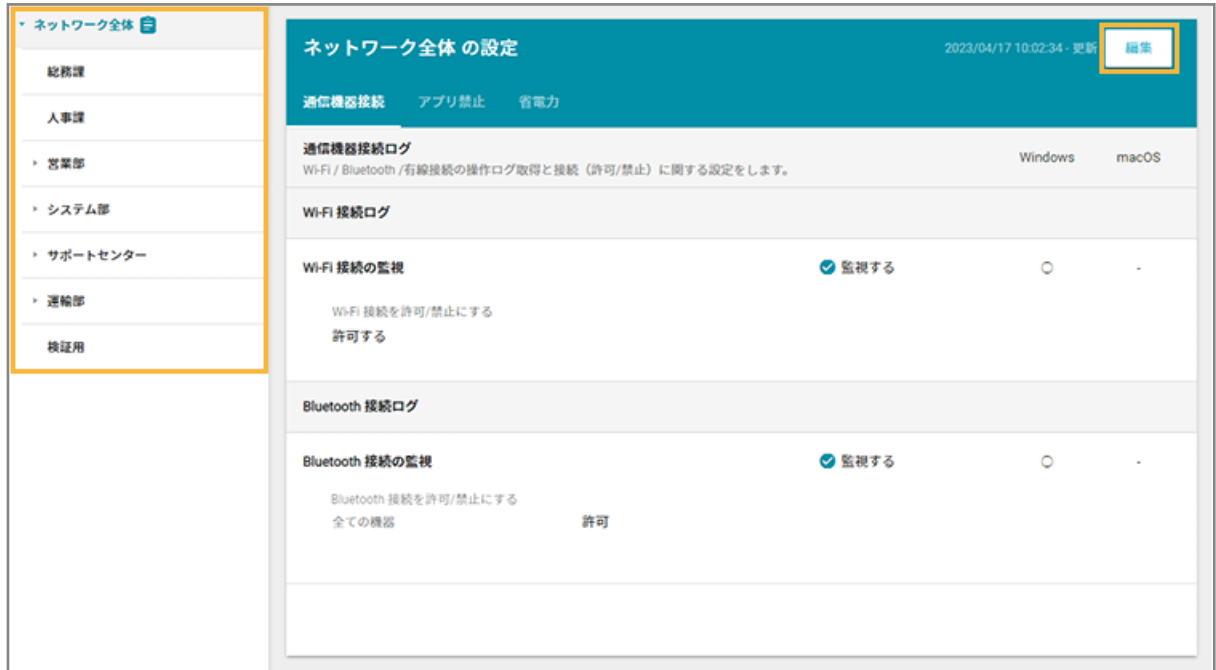 ネットワーク全体
総務課
人事課
営業部
システム部
サポートセンター
運輸部
検証用
ネットワーク全体 の設定
2023/04/17 10:02:34 - 更新
編集
通信機器接続 アプリ禁止 省電力
通信機器接続ログ
Wi-Fi / Bluetooth /有線接続の操作ログ取得と接続（許可/禁止）に関する設定をします。
Windows macOS
Wi-Fi 接続ログ
Wi-Fi 接続の監視 監視する ○ -
Wi-Fi 接続を許可/禁止にする
許可する
Bluetooth 接続ログ
Bluetooth 接続の監視 監視する ○ -
Bluetooth 接続を許可/禁止にする
全ての機器 許可